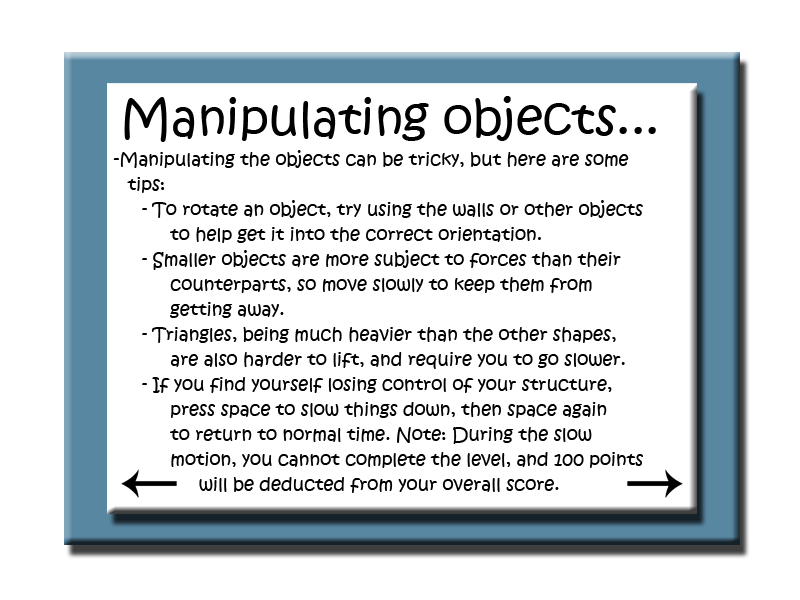 Manipulating objects...
-Manipulating the objects can be tricky, but here are some
tips:
- To rotate an object, try using the walls or other objects
to help get it into the correct orientation.
- Smaller objects are more subject to forces than their
counterparts, so move slowly to keep them from
getting away.
- Triangles, being much heavier than the other shapes,
are also harder to lift, and require you to go slower.
- If you find yourself losing control of your structure,
press space to slow things down, then space again
to return to normal time. Note: During the slow
motion, you cannot complete the level, and 100 points
will be deducted from your overall score.